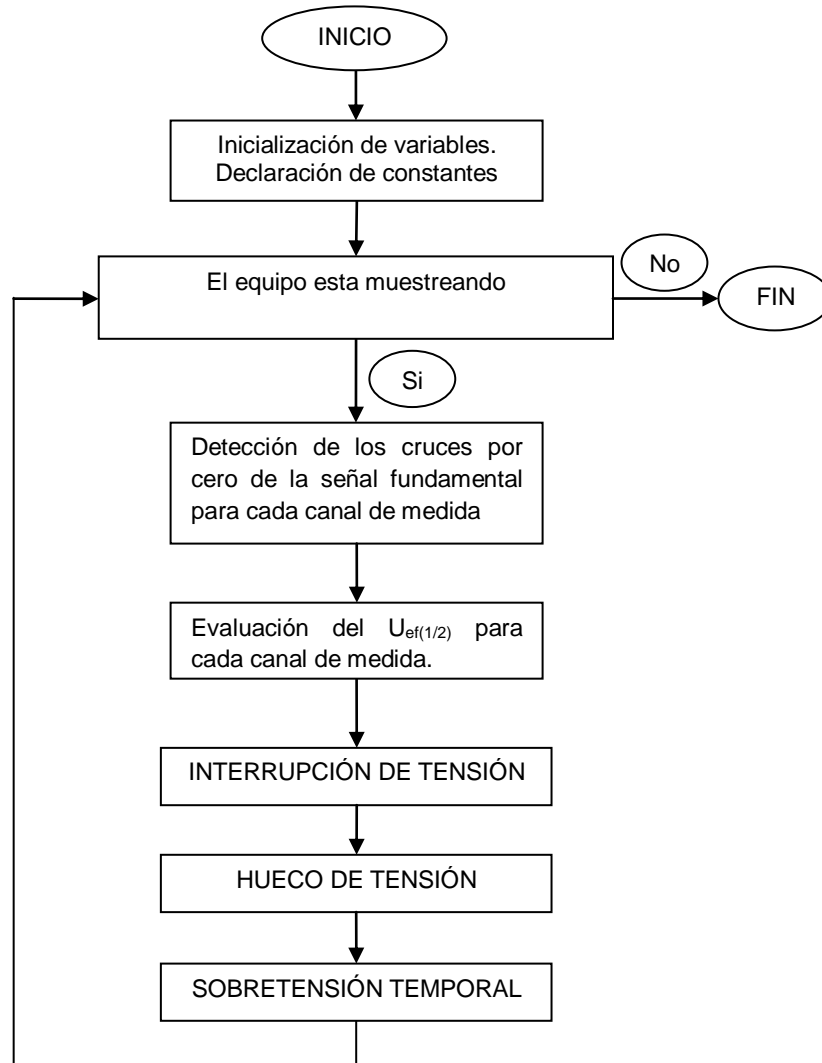 INICIO
Inicialización de variables.
Declaración de constantes
El equipo esta muestreando
No
FIN
Si
Detección de los cruces por
cero de la señal fundamental
para cada canal de medida
Evaluación del Uef(1/2) para
cada canal de medida.
INTERRUPCIÓN DE TENSIÓN
HUECO DE TENSIÓN
SOBRETENSIÓN TEMPORAL